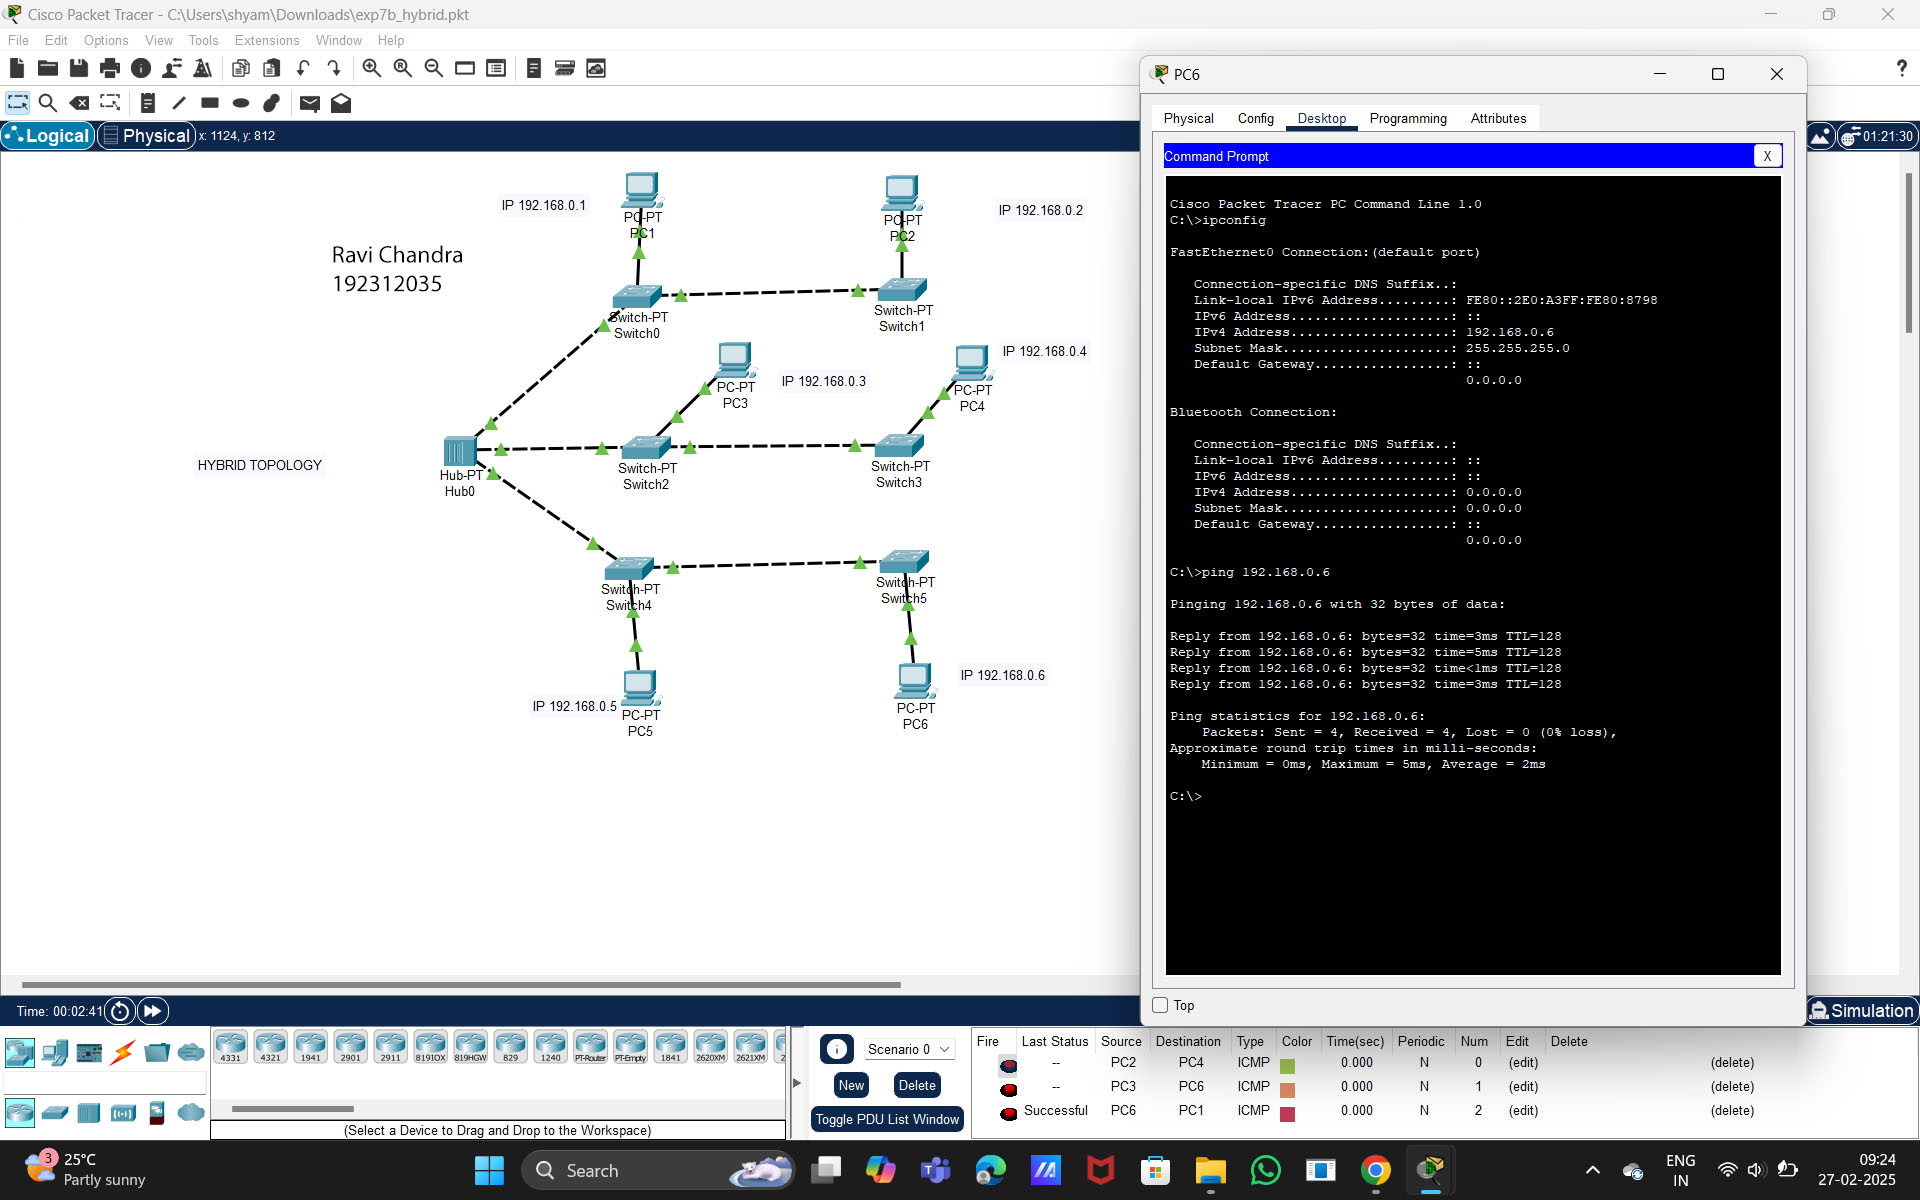 Cisco Packet Tracer - C:\Users\shyam\Downloads\exp7b_hybrid.pkt
File Edit Options View Tools Extensions Window Help
?
Logical Physical x: 1124, y: 812
01:21:30
IP 192.168.0.1
PC-PT
PC1
IP 192.168.0.2
PC-PT
PC2
Ravi Chandra
192312035
Switch-PT
Switch0
Switch-PT
Switch1
IP 192.168.0.3
PC-PT
PC3
IP 192.168.0.4
PC-PT
PC4
HYBRID TOPOLOGY
Hub-PT
Hub0
Switch-PT
Switch2
Switch-PT
Switch3
Switch-PT
Switch4
Switch-PT
Switch5
IP 192.168.0.5
PC-PT
PC5
IP 192.168.0.6
PC-PT
PC6
PC6
Physical Config Desktop Programming Attributes
Command Prompt X
Cisco Packet Tracer PC Command Line 1.0
C:\>ipconfig
FastEthernet0 Connection:(default port)
Connection-specific DNS Suffix..:
Link-local IPv6 Address.........: FE80::2E0:A3FF:FE80:8798
IPv6 Address....................: ::
IPv4 Address....................: 192.168.0.6
Subnet Mask.....................: 255.255.255.0
Default Gateway.................: ::
0.0.0.0
Bluetooth Connection:
Connection-specific DNS Suffix..:
Link-local IPv6 Address.........: ::
IPv6 Address....................: ::
IPv4 Address....................: 0.0.0.0
Subnet Mask.....................: 0.0.0.0
Default Gateway.................: ::
0.0.0.0
C:\>ping 192.168.0.6
Pinging 192.168.0.6 with 32 bytes of data:
Reply from 192.168.0.6: bytes=32 time=3ms TTL=128
Reply from 192.168.0.6: bytes=32 time=5ms TTL=128
Reply from 192.168.0.6: bytes=32 time<1ms TTL=128
Reply from 192.168.0.6: bytes=32 time=3ms TTL=128
Ping statistics for 192.168.0.6:
Packets: Sent = 4, Received = 4, Lost = 0 (0% loss),
Approximate round trip times in milli-seconds:
Minimum = 0ms, Maximum = 5ms, Average = 2ms
C:\>
Top
Time: 00:02:41
Simulation
4331 4321 1941 2901 2911 819IOX 819HGW 829 1240 PT-Router PT-Empty 1841 2620XM 2621XM 2
(Select a Device to Drag and Drop to the Workspace)
Scenario 0
New Delete
Toggle PDU List Window
Fire Last Status Source Destination Type Color Time(sec) Periodic Num Edit Delete
-- PC2 PC4 ICMP 0.000 N 0 (edit) (delete)
-- PC3 PC6 ICMP 0.000 N 1 (edit) (delete)
Successful PC6 PC1 ICMP 0.000 N 2 (edit) (delete)
3
25°C
Partly sunny
Search
ENG
IN
09:24
27-02-2025